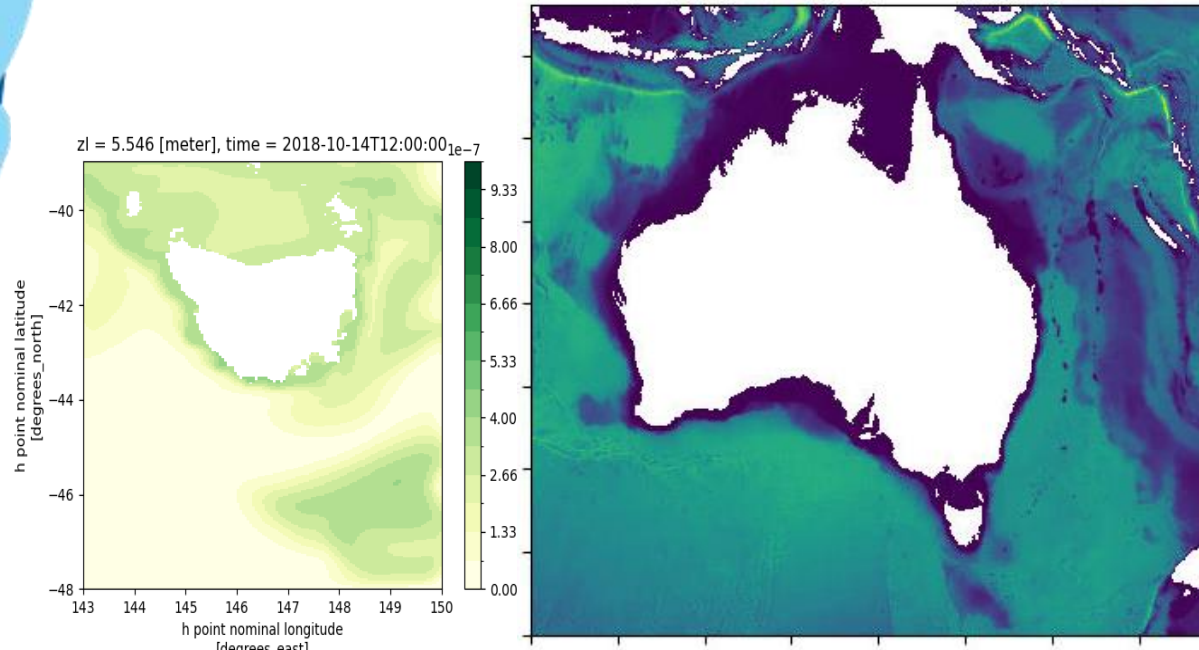 zl = 5.546 [meter], time = 2018-10-14T12:00:00
1e−7
−40
−42
−44
−46
−48
143 144 145 146 147 148 149 150
h point nominal latitude
[degrees_north]
h point nominal longitude
[degrees_east]
9.33
8.00
6.66
5.33
4.00
2.66
1.33
0.00